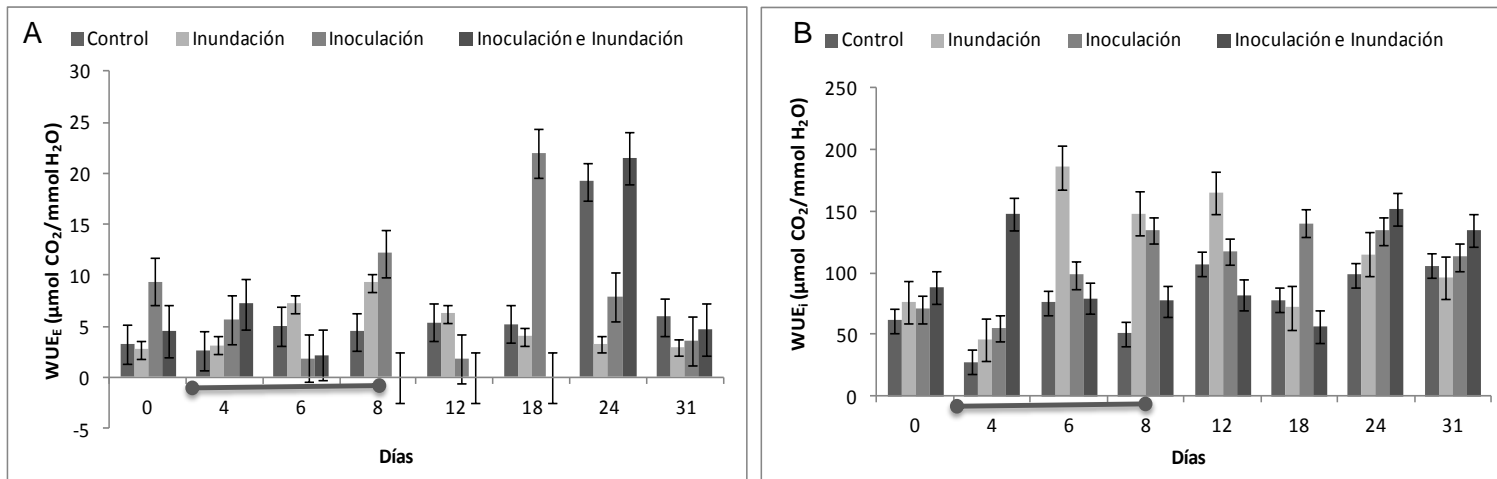 A
Control Inundación Inoculación Inoculación e Inundación
30
25
20
15
10
5
0
-5
WUE_E (µmol CO₂/mmol H₂O)
0 4 6 8 12 18 24 31
Días
B
Control Inundación Inoculación Inoculación e Inundación
250
200
150
100
50
0
WUE_i (µmol CO₂/mmol H₂O)
0 4 6 8 12 18 24 31
Días